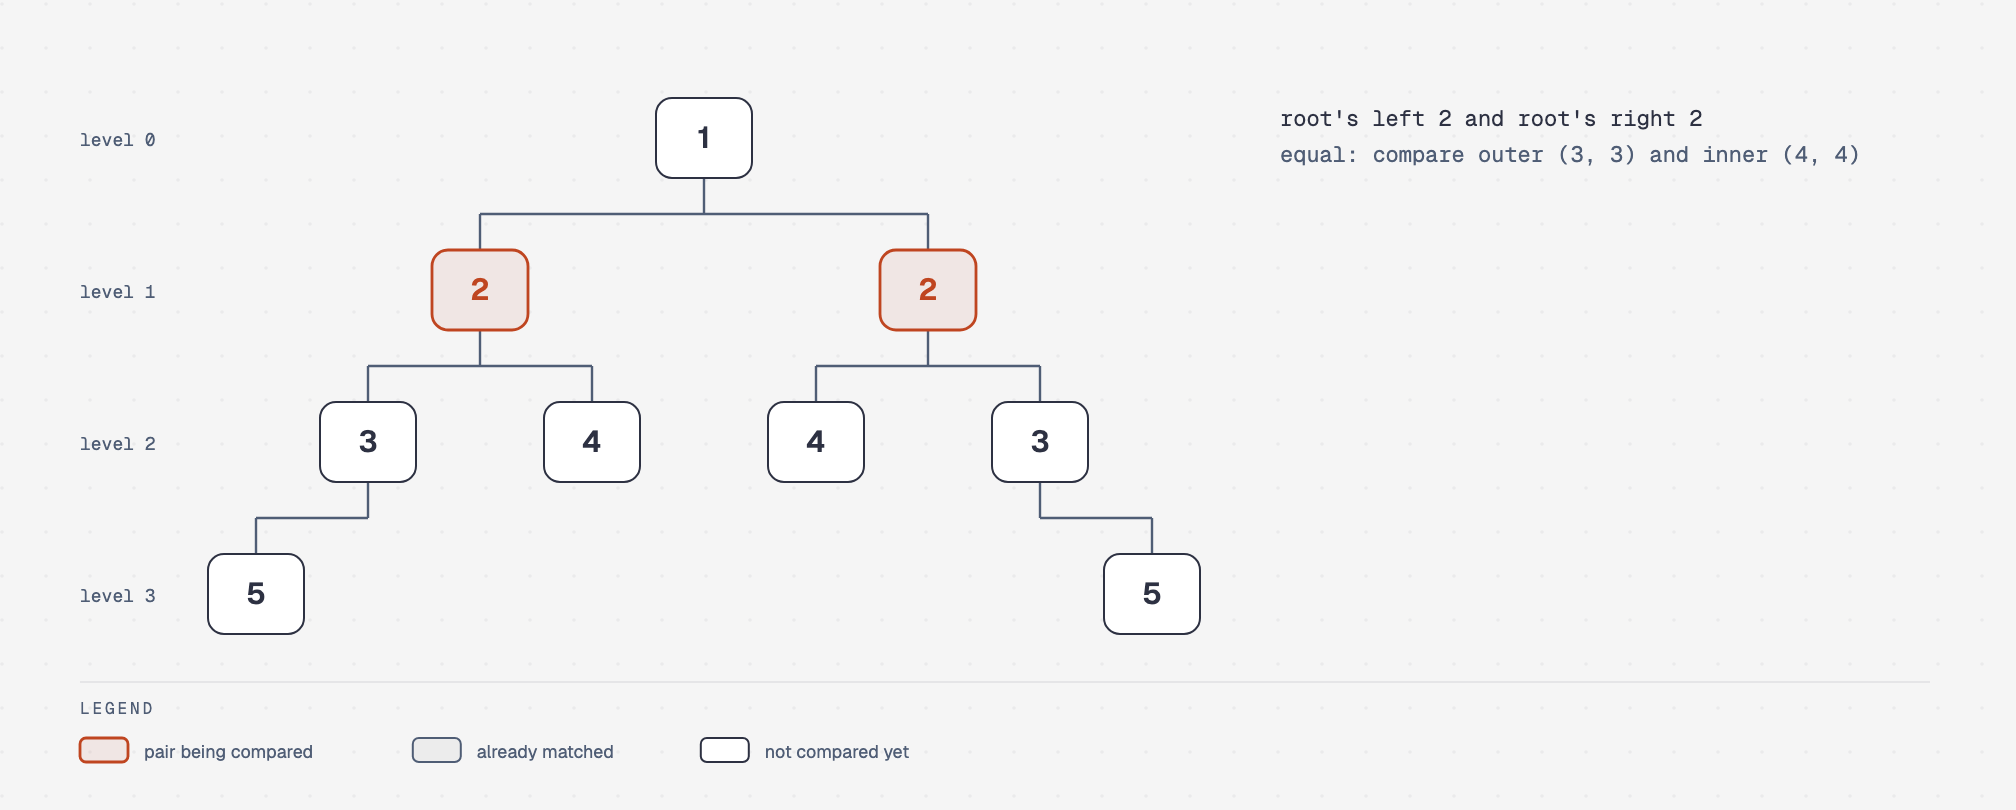 level 0
1
root's left 2 and root's right 2
equal: compare outer (3, 3) and inner (4, 4)
level 1
2
2
level 2
3
4
4
3
level 3
5
5
LEGEND
pair being compared
already matched
not compared yet